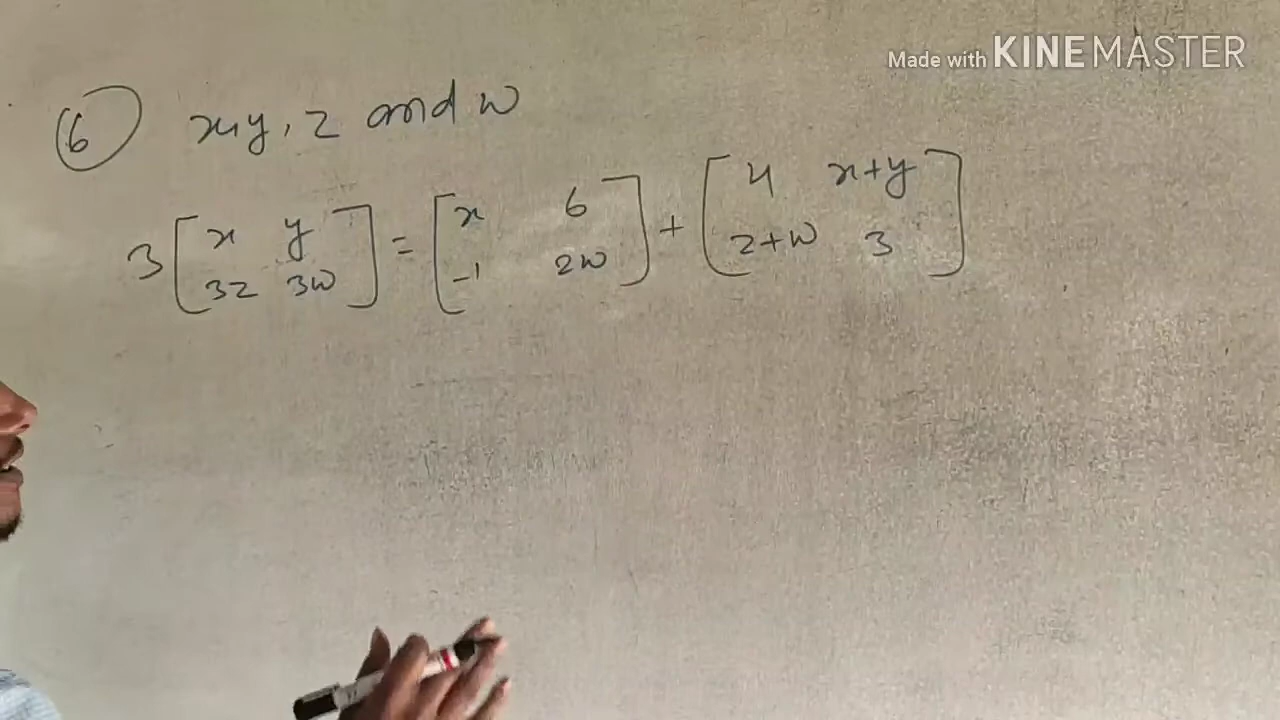 Made with KINEMASTER
6 x, y, z and w
3 [ x y ; 3z 3w ] = [ x 6 ; -1 2w ] + [ 4 x+y ; z+w 3 ]